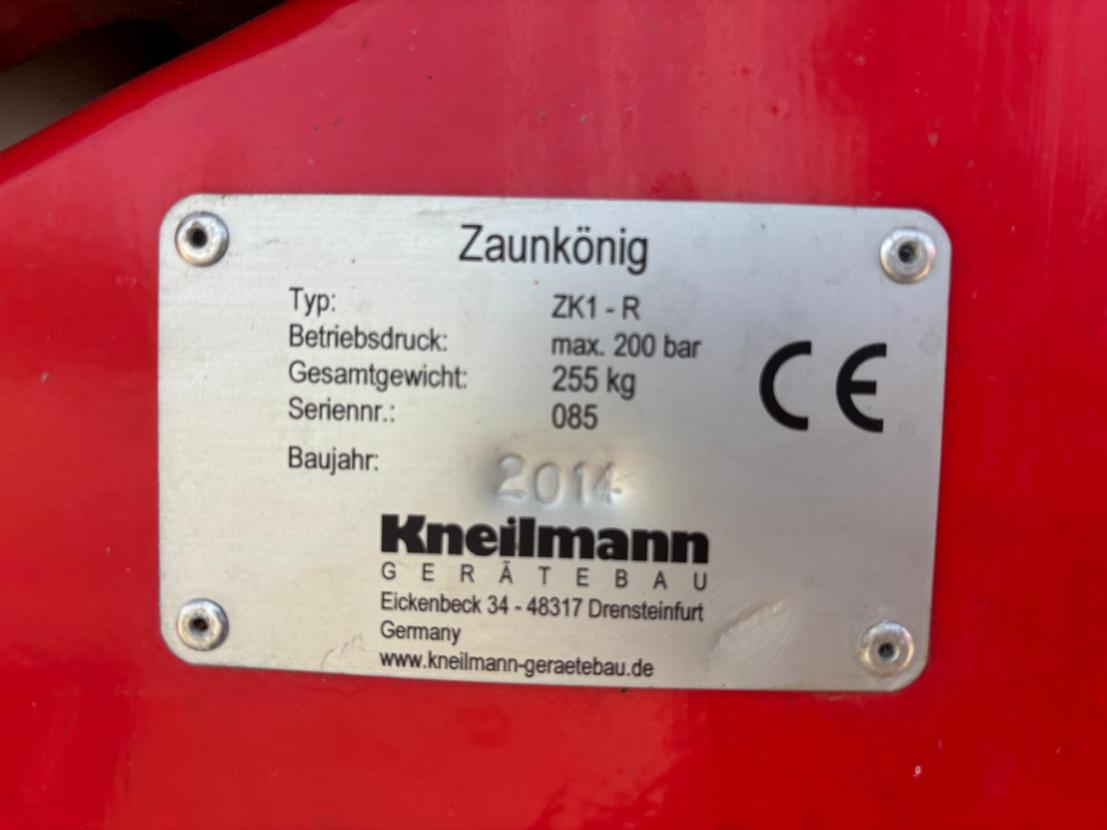 Zaunkönig
Typ: ZK1 - R
Betriebsdruck: max. 200 bar
Gesamtgewicht: 255 kg
Seriennr.: 085
Baujahr: 2014
CE
Kneilmann
GERÄTEBAU
Eickenbeck 34 - 48317 Drensteinfurt
Germany
www.kneilmann-geraetebau.de